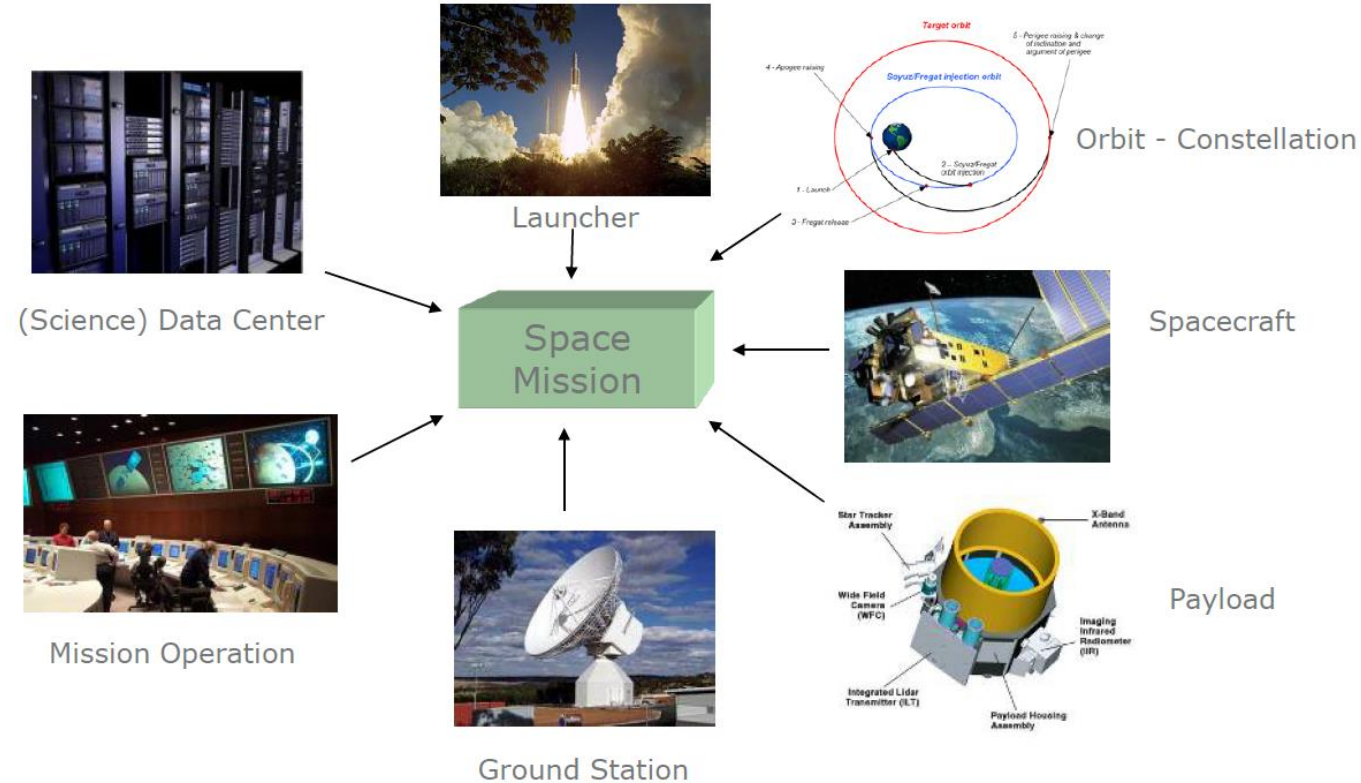 Target orbit
5 - Perigee raising & change
of inclination and
argument of perigee
4 - Apogee raising
Soyuz/Fregat injection orbit
Orbit - Constellation
2 – Soyuz/Fregat
orbit injection
1 - Launch
3 - Fregat release
Launcher
(Science) Data Center
Space
Mission
Spacecraft
Star Tracker
Assembly
X-Band
Antenna
Wide Field
Camera
(WFC)
Payload
Imaging
Infrared
Radiometer
(IIR)
Integrated Lidar
Transmitter (ILT)
Payload Housing
Assembly
Mission Operation
Ground Station